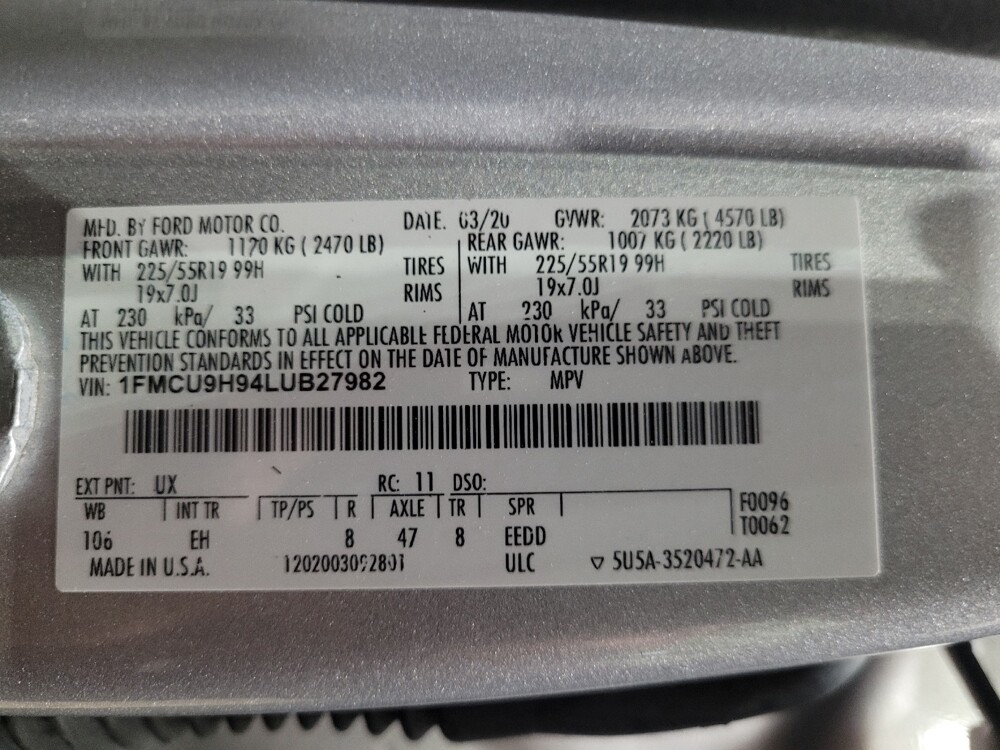 MFD. BY FORD MOTOR CO. DATE. 03/20 GVWR: 2073 KG ( 4570 LB)
FRONT GAWR: 1120 KG ( 2470 LB) REAR GAWR: 1007 KG ( 2220 LB)
WITH 225/55R19 99H TIRES WITH 225/55R19 99H TIRES
19x7.0J RIMS 19x7.0J RIMS
AT 230 kPa/ 33 PSI COLD AT 230 kPa/ 33 PSI COLD
THIS VEHICLE CONFORMS TO ALL APPLICABLE FEDERAL MOTOR VEHICLE SAFETY AND THEFT
PREVENTION STANDARDS IN EFFECT ON THE DATE OF MANUFACTURE SHOWN ABOVE.
VIN: 1FMCU9H94LUB27982 TYPE: MPV
EXT PNT: UX RC: 11 DSO:
WB INT TR TP/PS R AXLE TR SPR F0096
T0062
106 EH 8 47 8 EEDD
MADE IN U.S.A. ULC 5U5A-3520472-AA